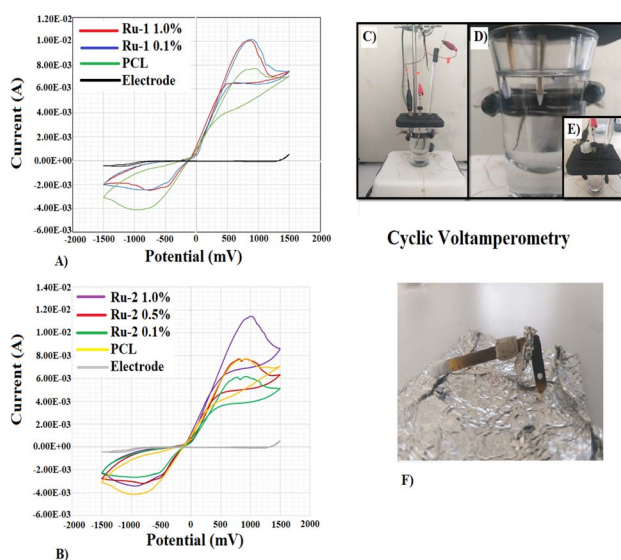 1.20E-02
1.00E-02
8.00E-03
6.00E-03
4.00E-03
2.00E-03
0.00E+00
-2.00E-03
-4.00E-03
-6.00E-03
Current (A)
Ru-1 1.0%
Ru-1 0.1%
PCL
Electrode
2000 -1500 -1000 -500 0 500 1000 1500 2000
Potential (mV)
A)
1.40E-02
1.20E-02
1.00E-02
8.00E-03
6.00E-03
4.00E-03
2.00E-03
0.00E+00
-2.00E-03
-4.00E-03
-6.00E-03
Current (A)
Ru-2 1.0%
Ru-2 0.5%
Ru-2 0.1%
PCL
Electrode
-2000 -1500 -1000 -500 0 500 1000 1500 2000
Potential (mV)
B)
C)
D)
E)
Cyclic Voltamperometry
F)